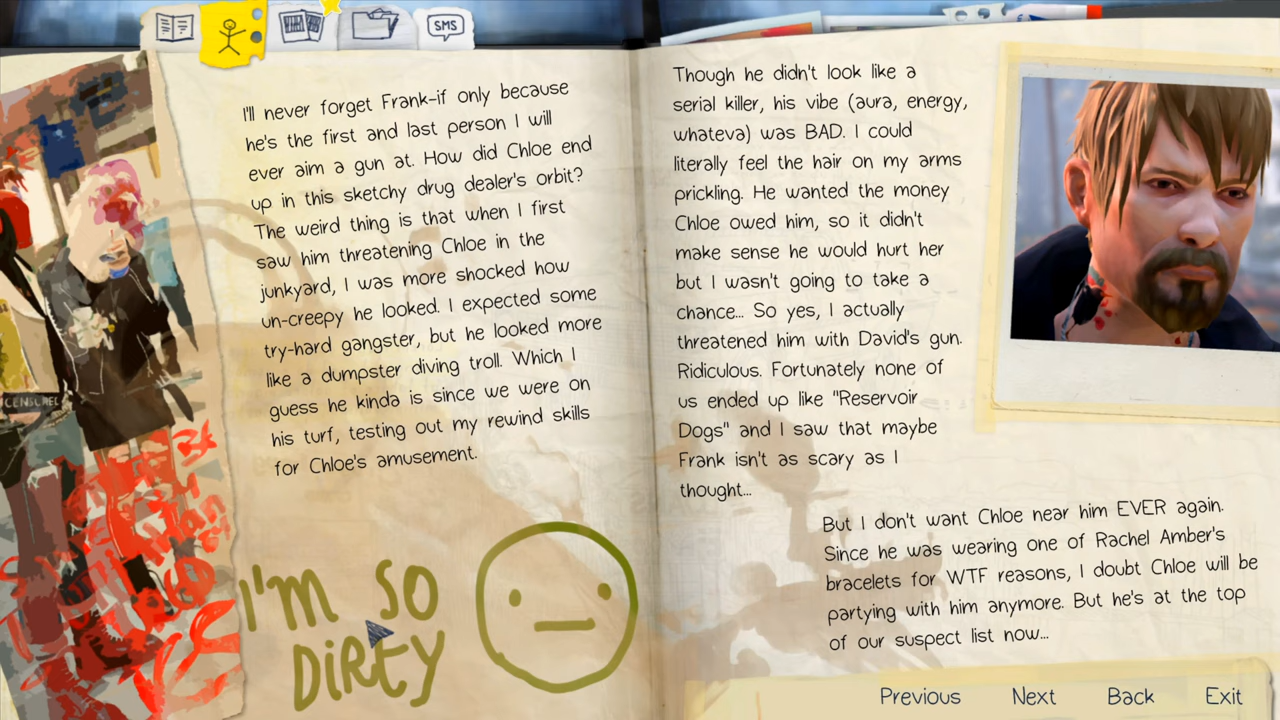 SMS
I'll never forget Frank-if only because
he's the first and last person I will
ever aim a gun at. How did Chloe end
up in this sketchy drug dealer's orbit?
The weird thing is that when I first
saw him threatening Chloe in the
junkyard, I was more shocked how
un-creepy he looked. I expected some
try-hard gangster, but he looked more
like a dumpster diving troll. Which I
guess he kinda is since we were on
his turf, testing out my rewind skills
for Chloe's amusement.
I'm SO
DiRty
CENSORED
Though he didn't look like a
serial killer, his vibe (aura, energy,
whateva) was BAD. I could
literally feel the hair on my arms
prickling. He wanted the money
Chloe owed him, so it didn't
make sense he would hurt her
but I wasn't going to take a
chance... So yes, I actually
threatened him with David's gun.
Ridiculous. Fortunately none of
us ended up like "Reservoir
Dogs" and I saw that maybe
Frank isn't as scary as I
thought...
But I don't want Chloe near him EVER again.
Since he was wearing one of Rachel Amber's
bracelets for WTF reasons, I doubt Chloe will be
partying with him anymore. But he's at the top
of our suspect list now...
Previous Next Back Exit